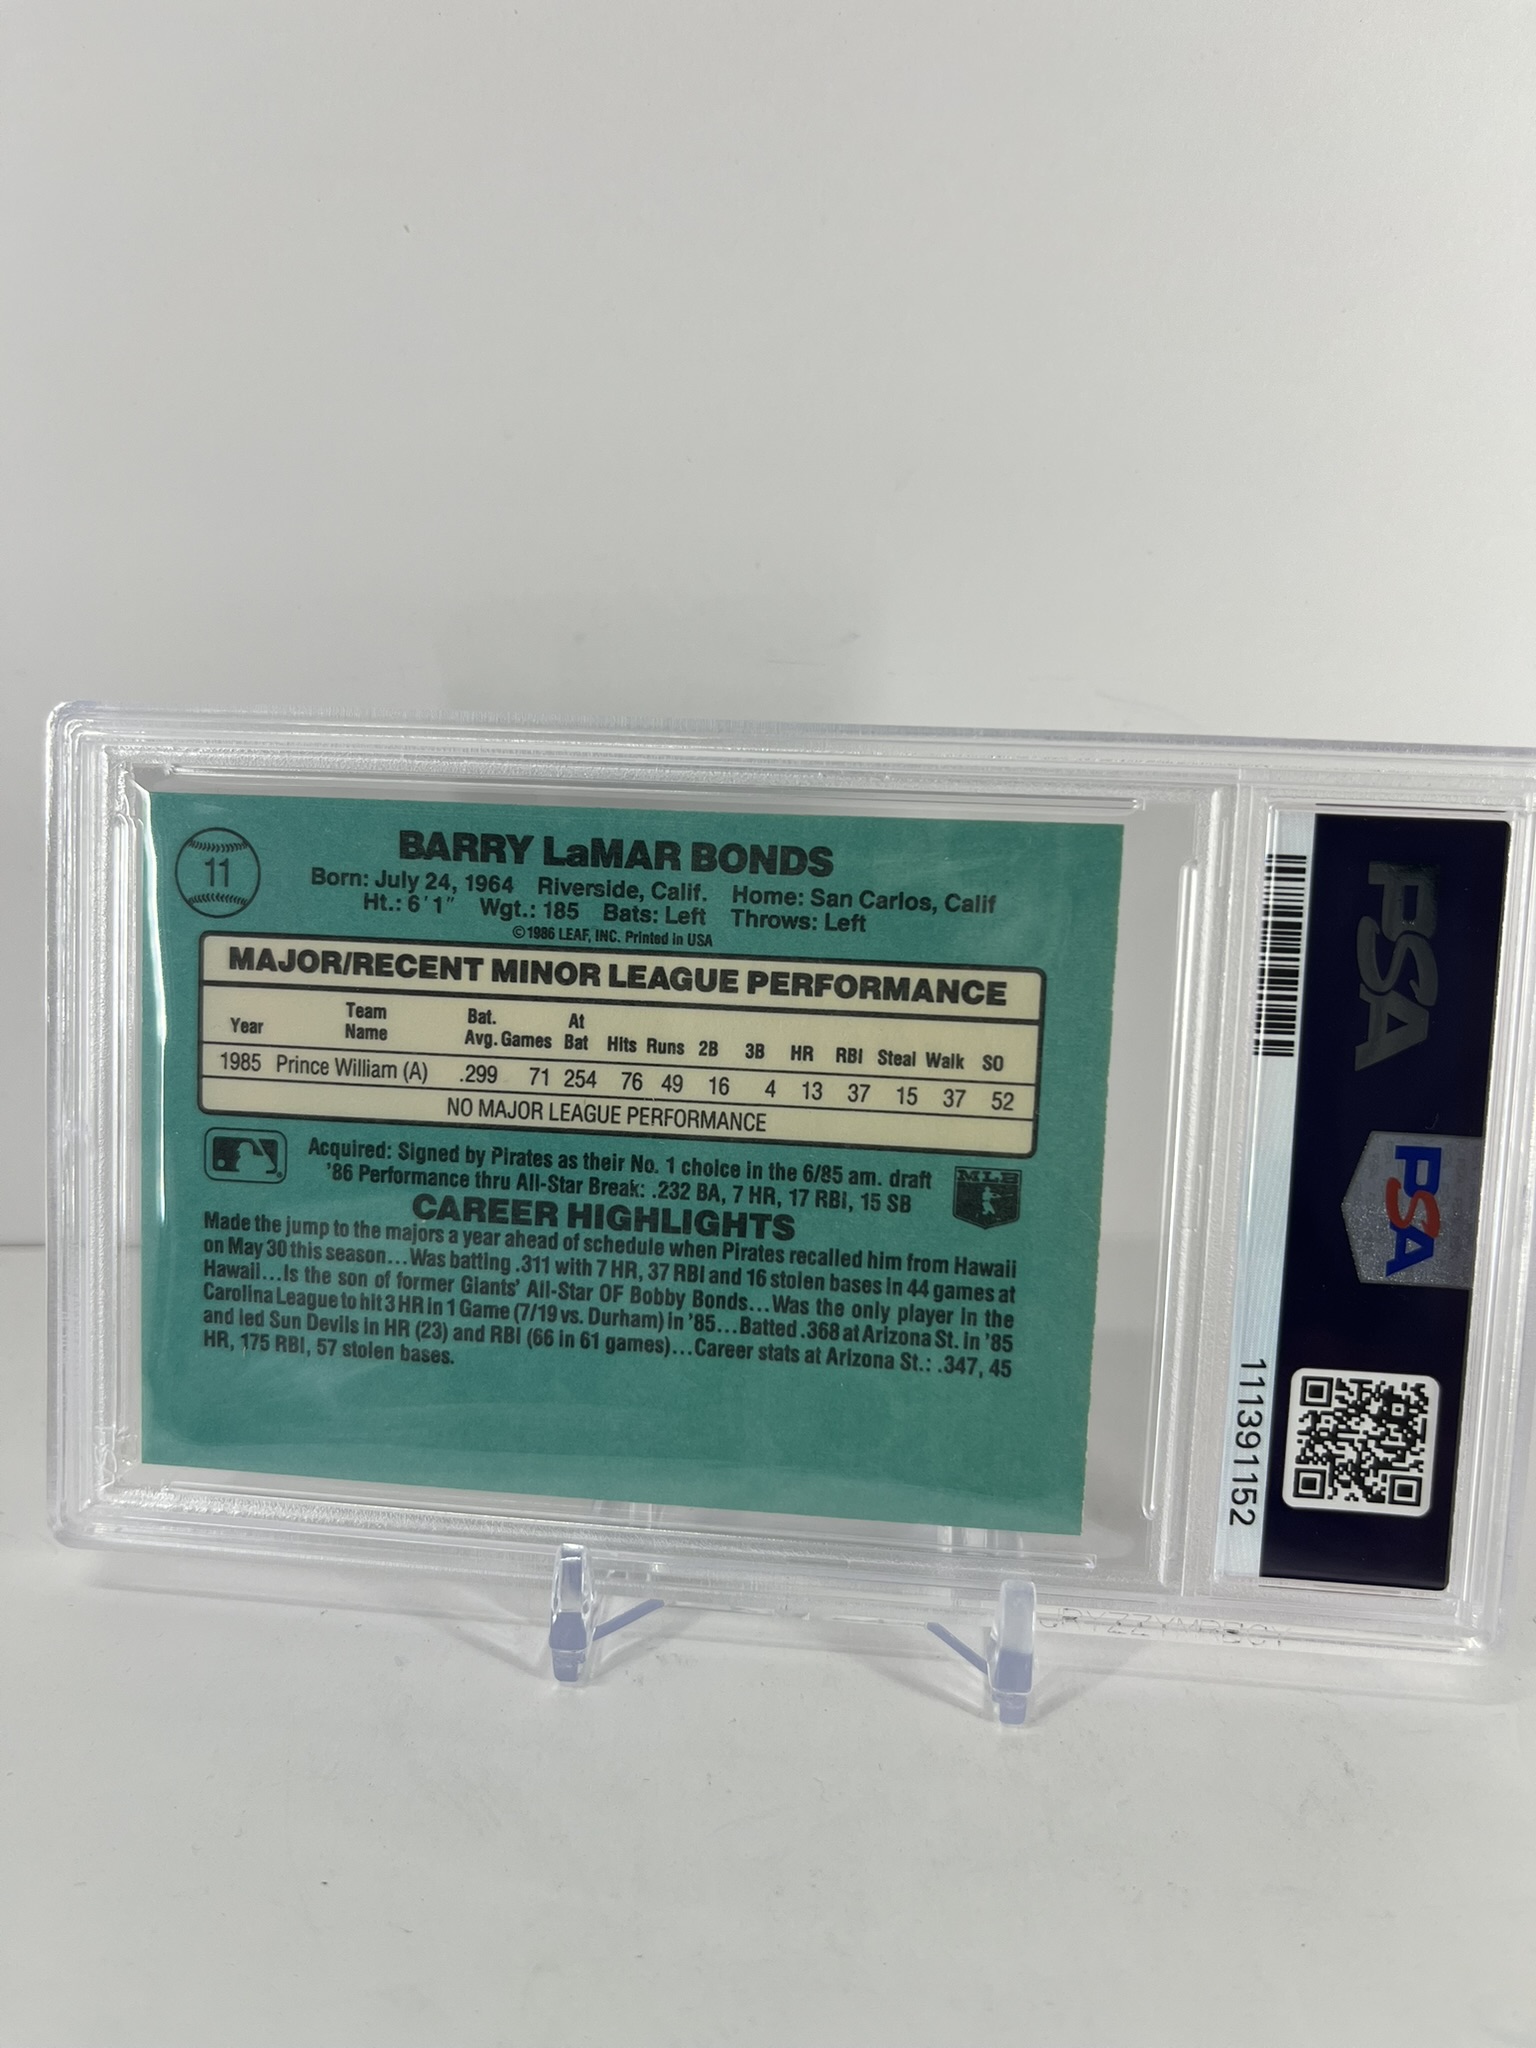 11
BARRY LaMAR BONDS
Born: July 24, 1964 Riverside, Calif. Home: San Carlos, Calif
Ht.: 6'1" Wgt.: 185 Bats: Left Throws: Left
©1986 LEAF, INC. Printed in USA
MAJOR/RECENT MINOR LEAGUE PERFORMANCE
Year Team Name Bat. Avg. Games At Bat Hits Runs 2B 3B HR RBI Steal Walk SO
1985 Prince William (A) .299 71 254 76 49 16 4 13 37 15 37 52
NO MAJOR LEAGUE PERFORMANCE
Acquired: Signed by Pirates as their No. 1 choice in the 6/85 am. draft
'86 Performance thru All-Star Break: .232 BA, 7 HR, 17 RBI, 15 SB
MLB
CAREER HIGHLIGHTS
Made the jump to the majors a year ahead of schedule when Pirates recalled him from Hawaii
on May 30 this season...Was batting .311 with 7 HR, 37 RBI and 16 stolen bases in 44 games at
Hawaii...Is the son of former Giants' All-Star OF Bobby Bonds...Was the only player in the
Carolina League to hit 3 HR in 1 Game (7/19 vs. Durham) in '85...Batted .368 at Arizona St. in '85
and led Sun Devils in HR (23) and RBI (66 in 61 games)...Career stats at Arizona St.: .347, 45
HR, 175 RBI, 57 stolen bases.
PSA
PSA
111391152